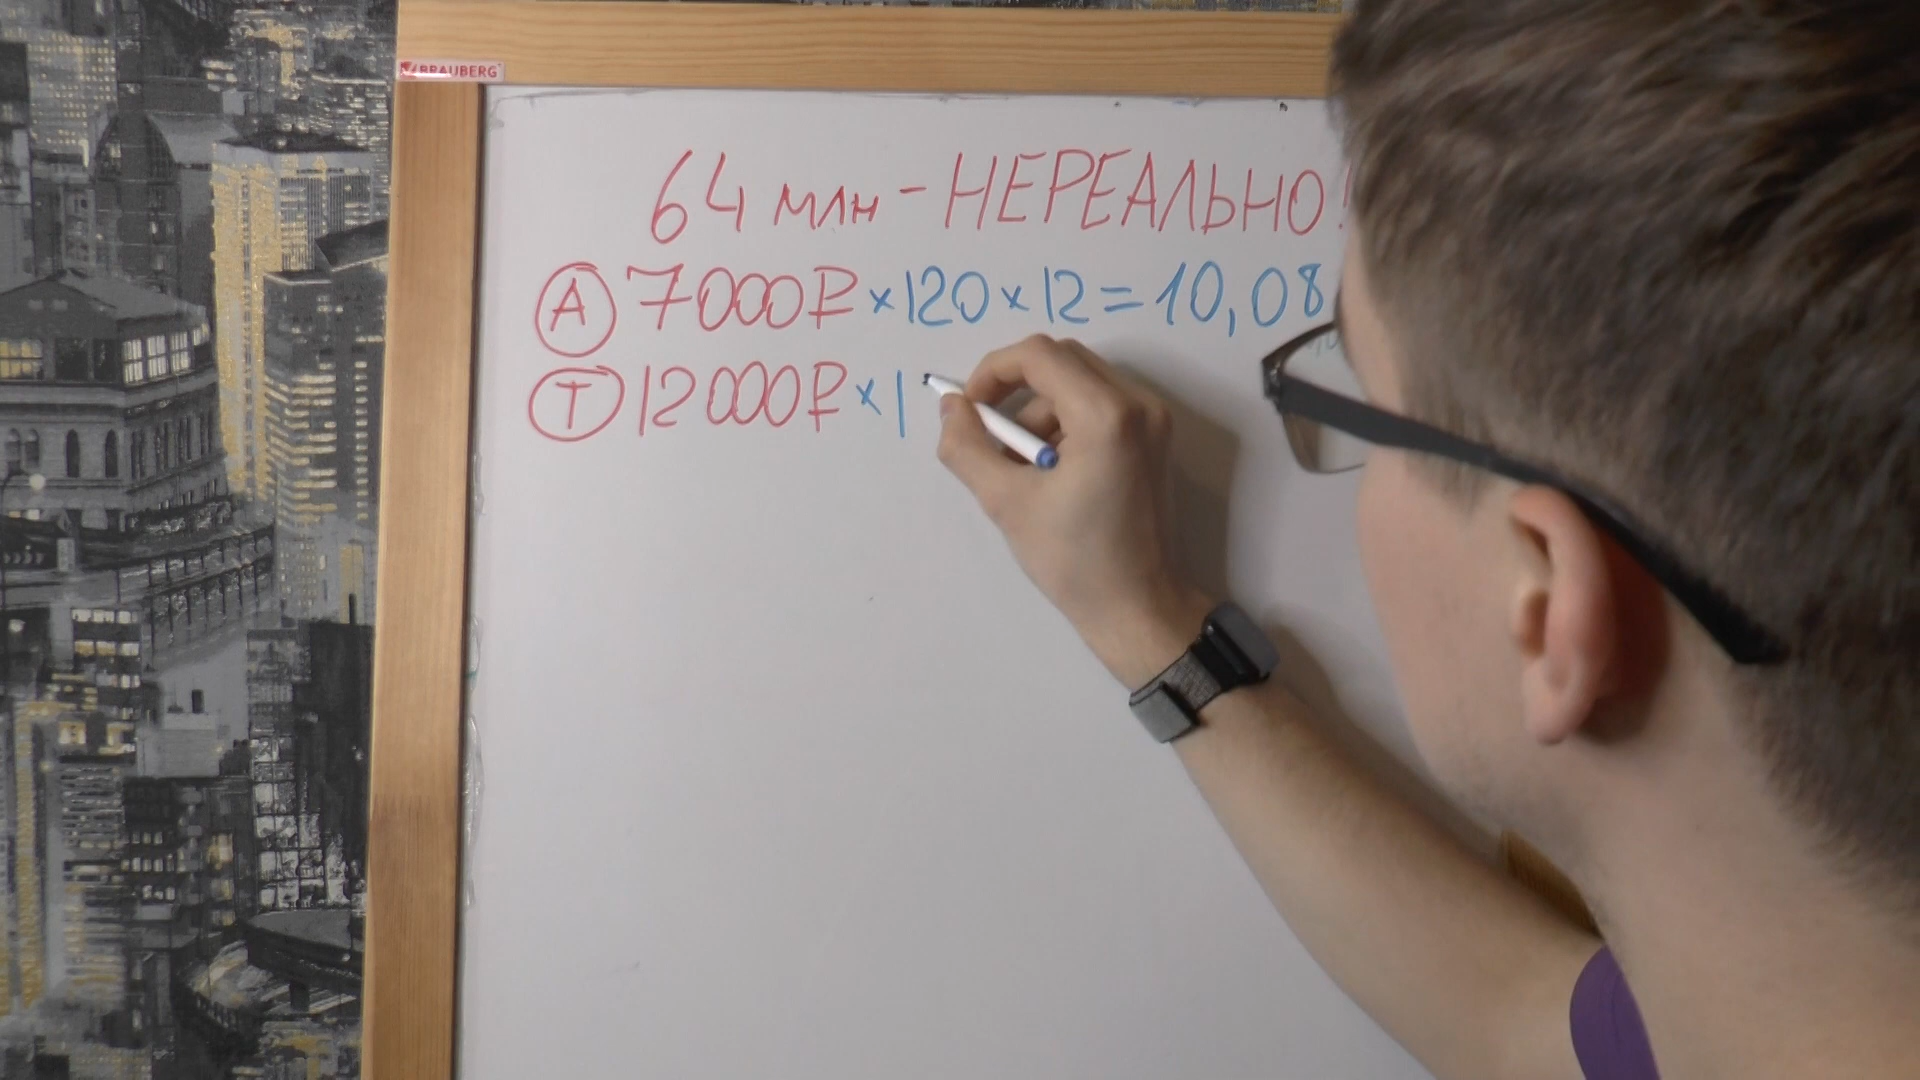 BRAUBERG
64 млн - НЕРЕАЛЬНО!
А 7000₽ × 120 × 12 = 10,08
Т 12000₽ × 1